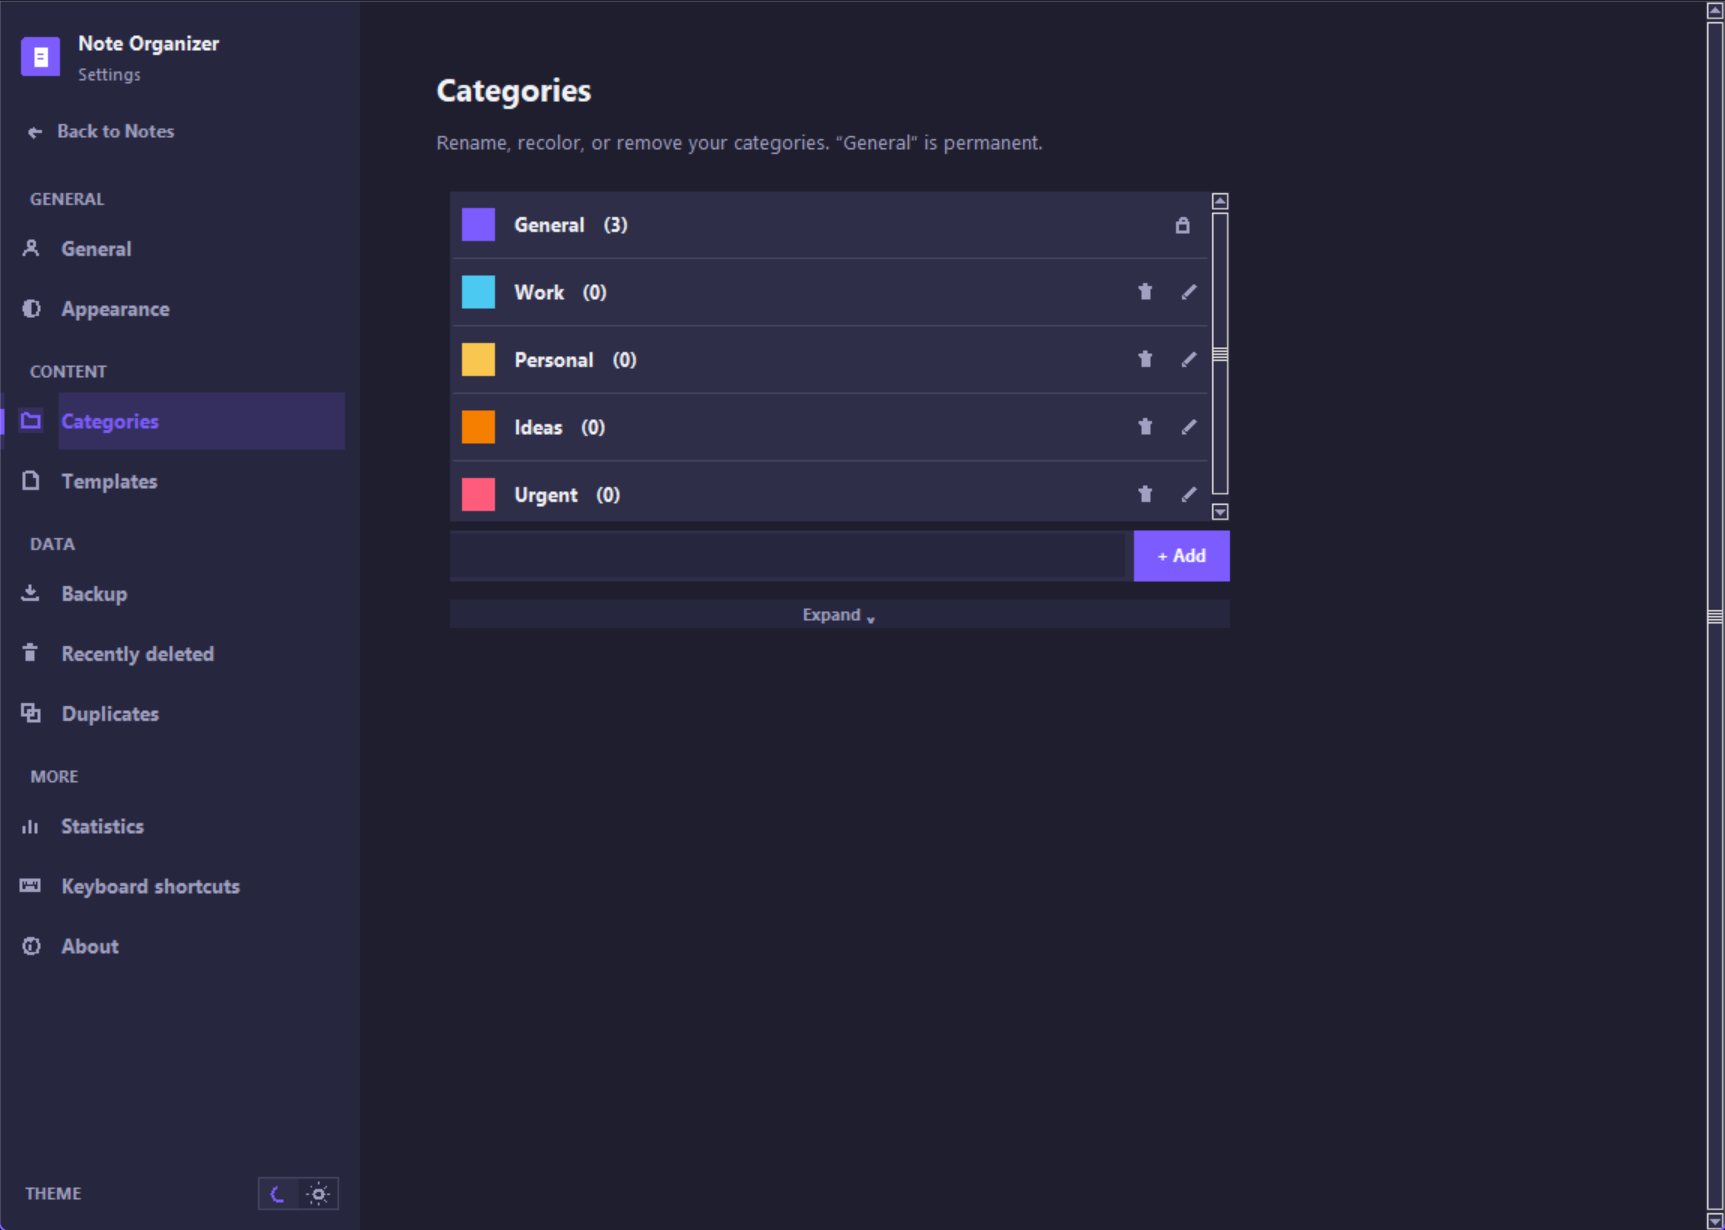 Note Organizer
Settings
Back to Notes
GENERAL
General
Appearance
CONTENT
Categories
Templates
DATA
Backup
Recently deleted
Duplicates
MORE
Statistics
Keyboard shortcuts
About
THEME
Categories
Rename, recolor, or remove your categories. "General" is permanent.
General (3)
Work (0)
Personal (0)
Ideas (0)
Urgent (0)
+ Add
Expand